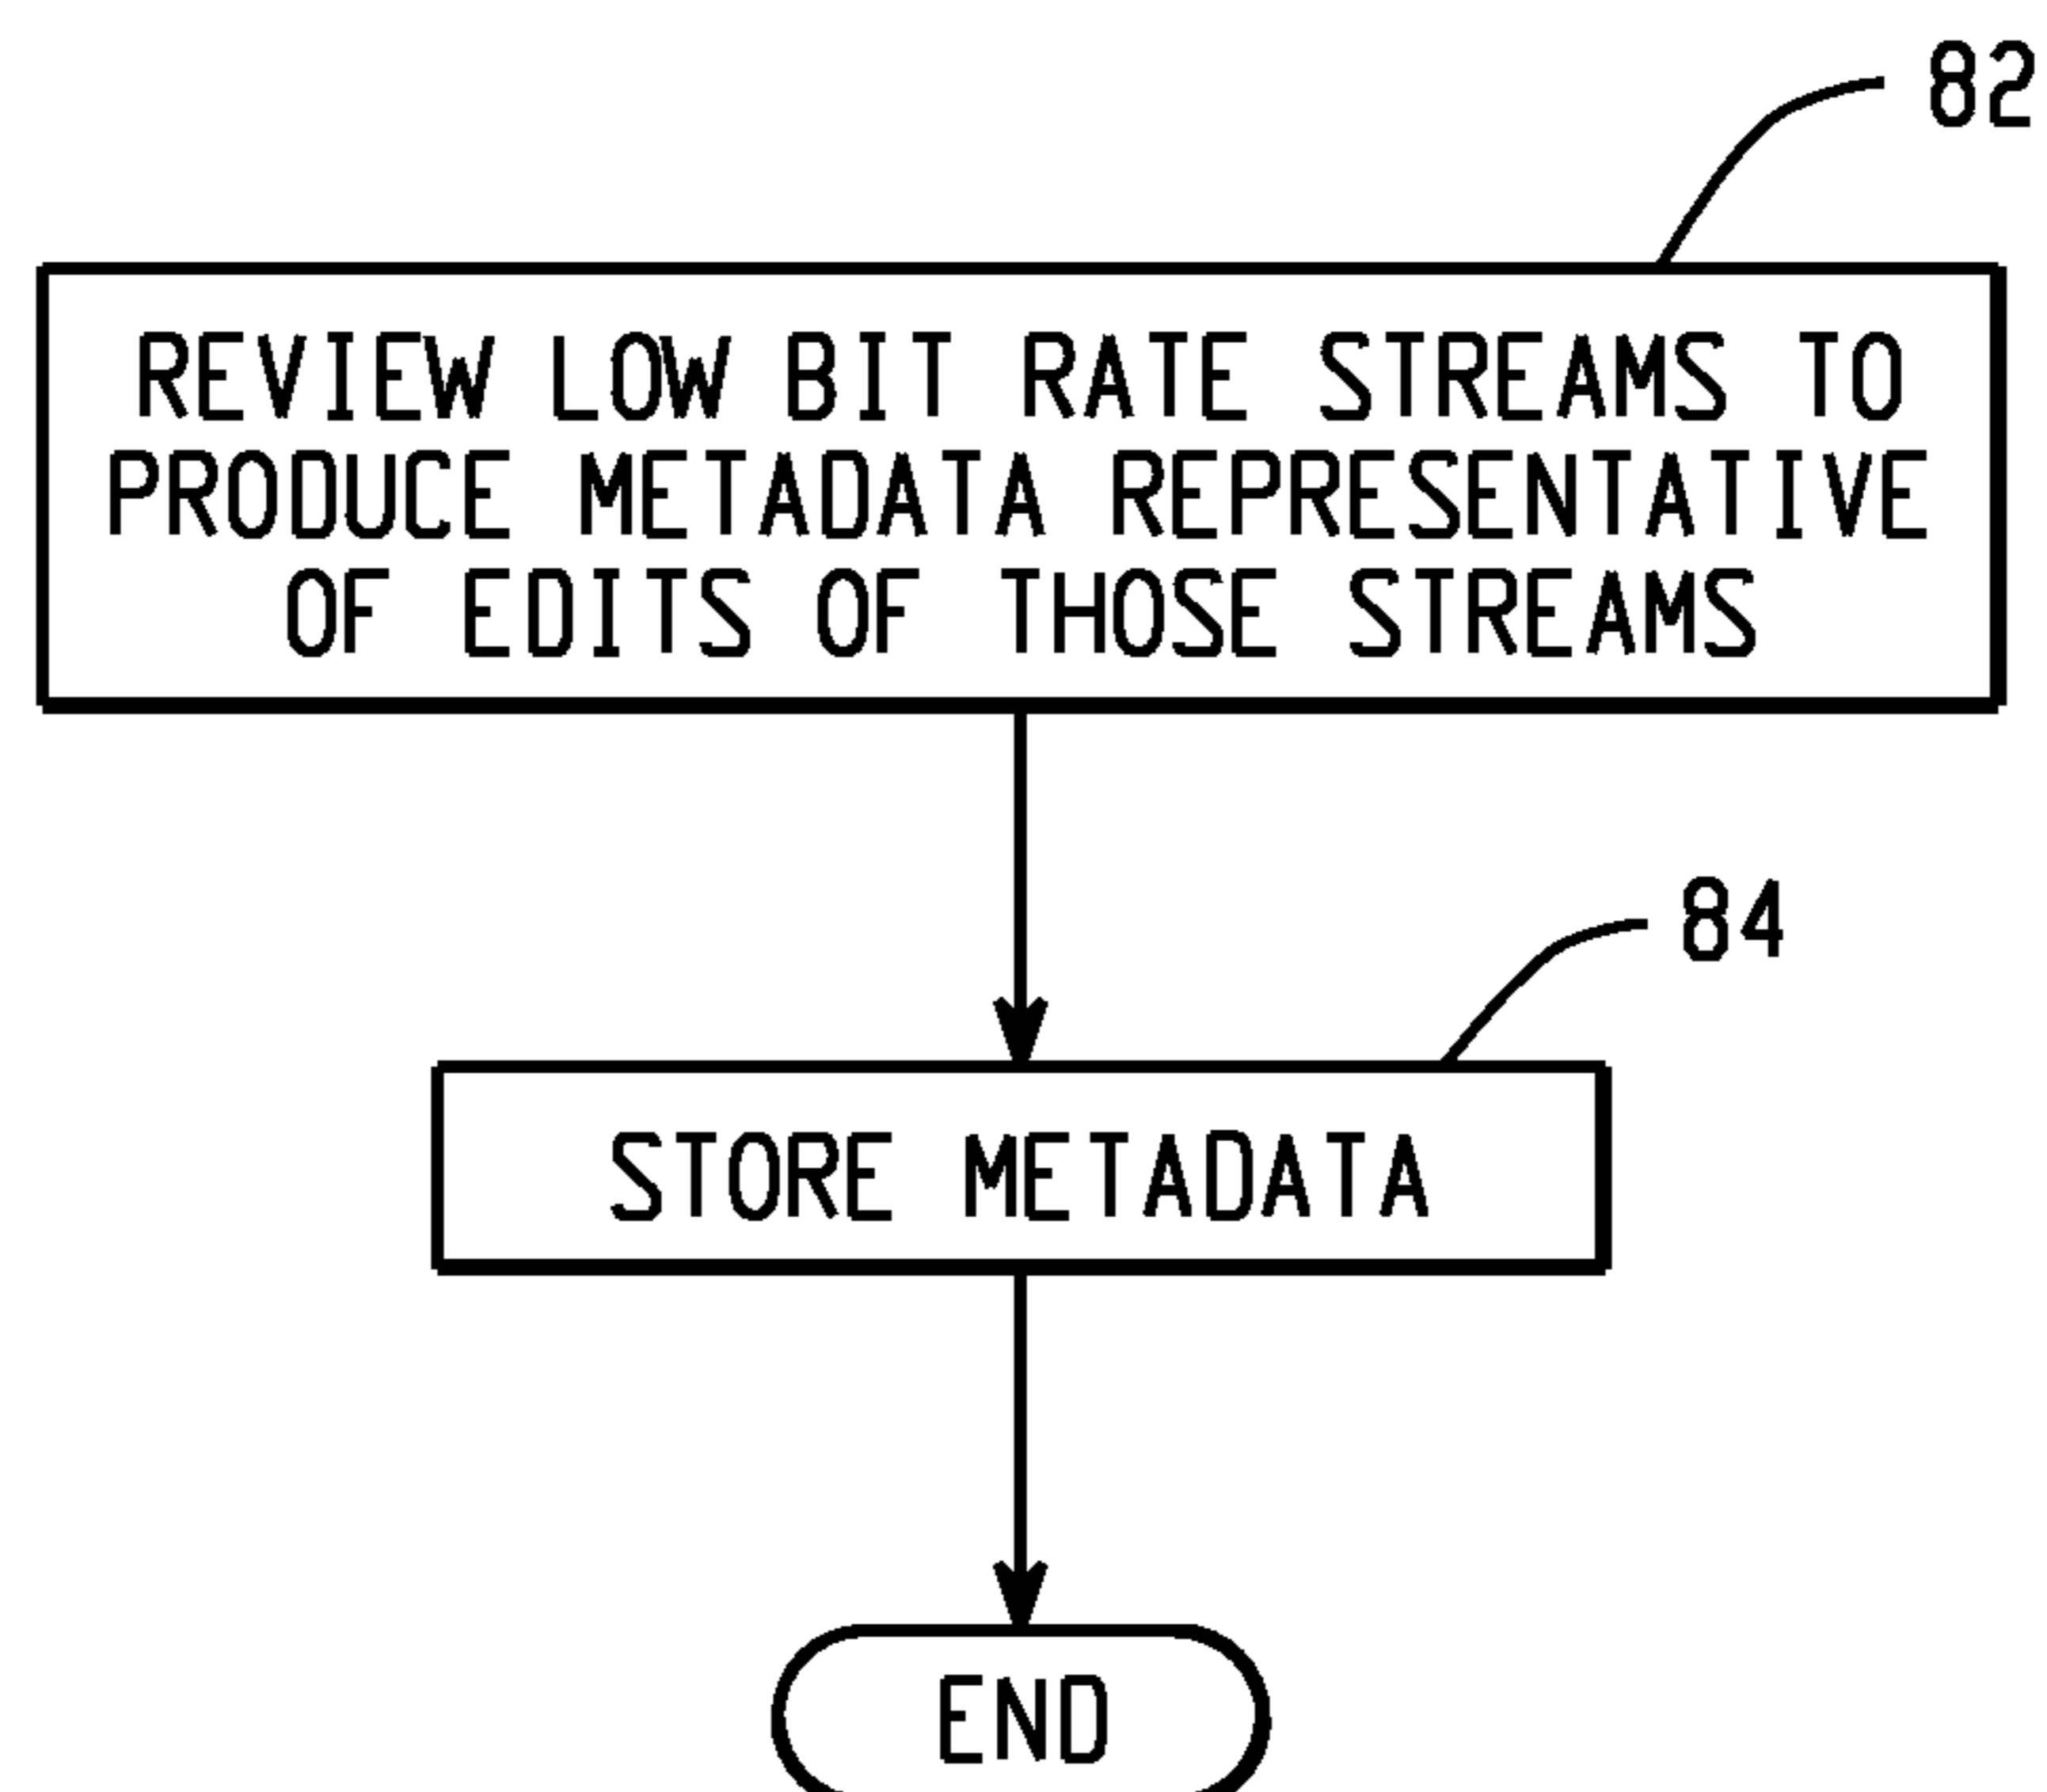 82
REVIEW LOW BIT RATE STREAMS TO
PRODUCE METADATA REPRESENTATIVE
OF EDITS OF THOSE STREAMS
84
STORE METADATA
END